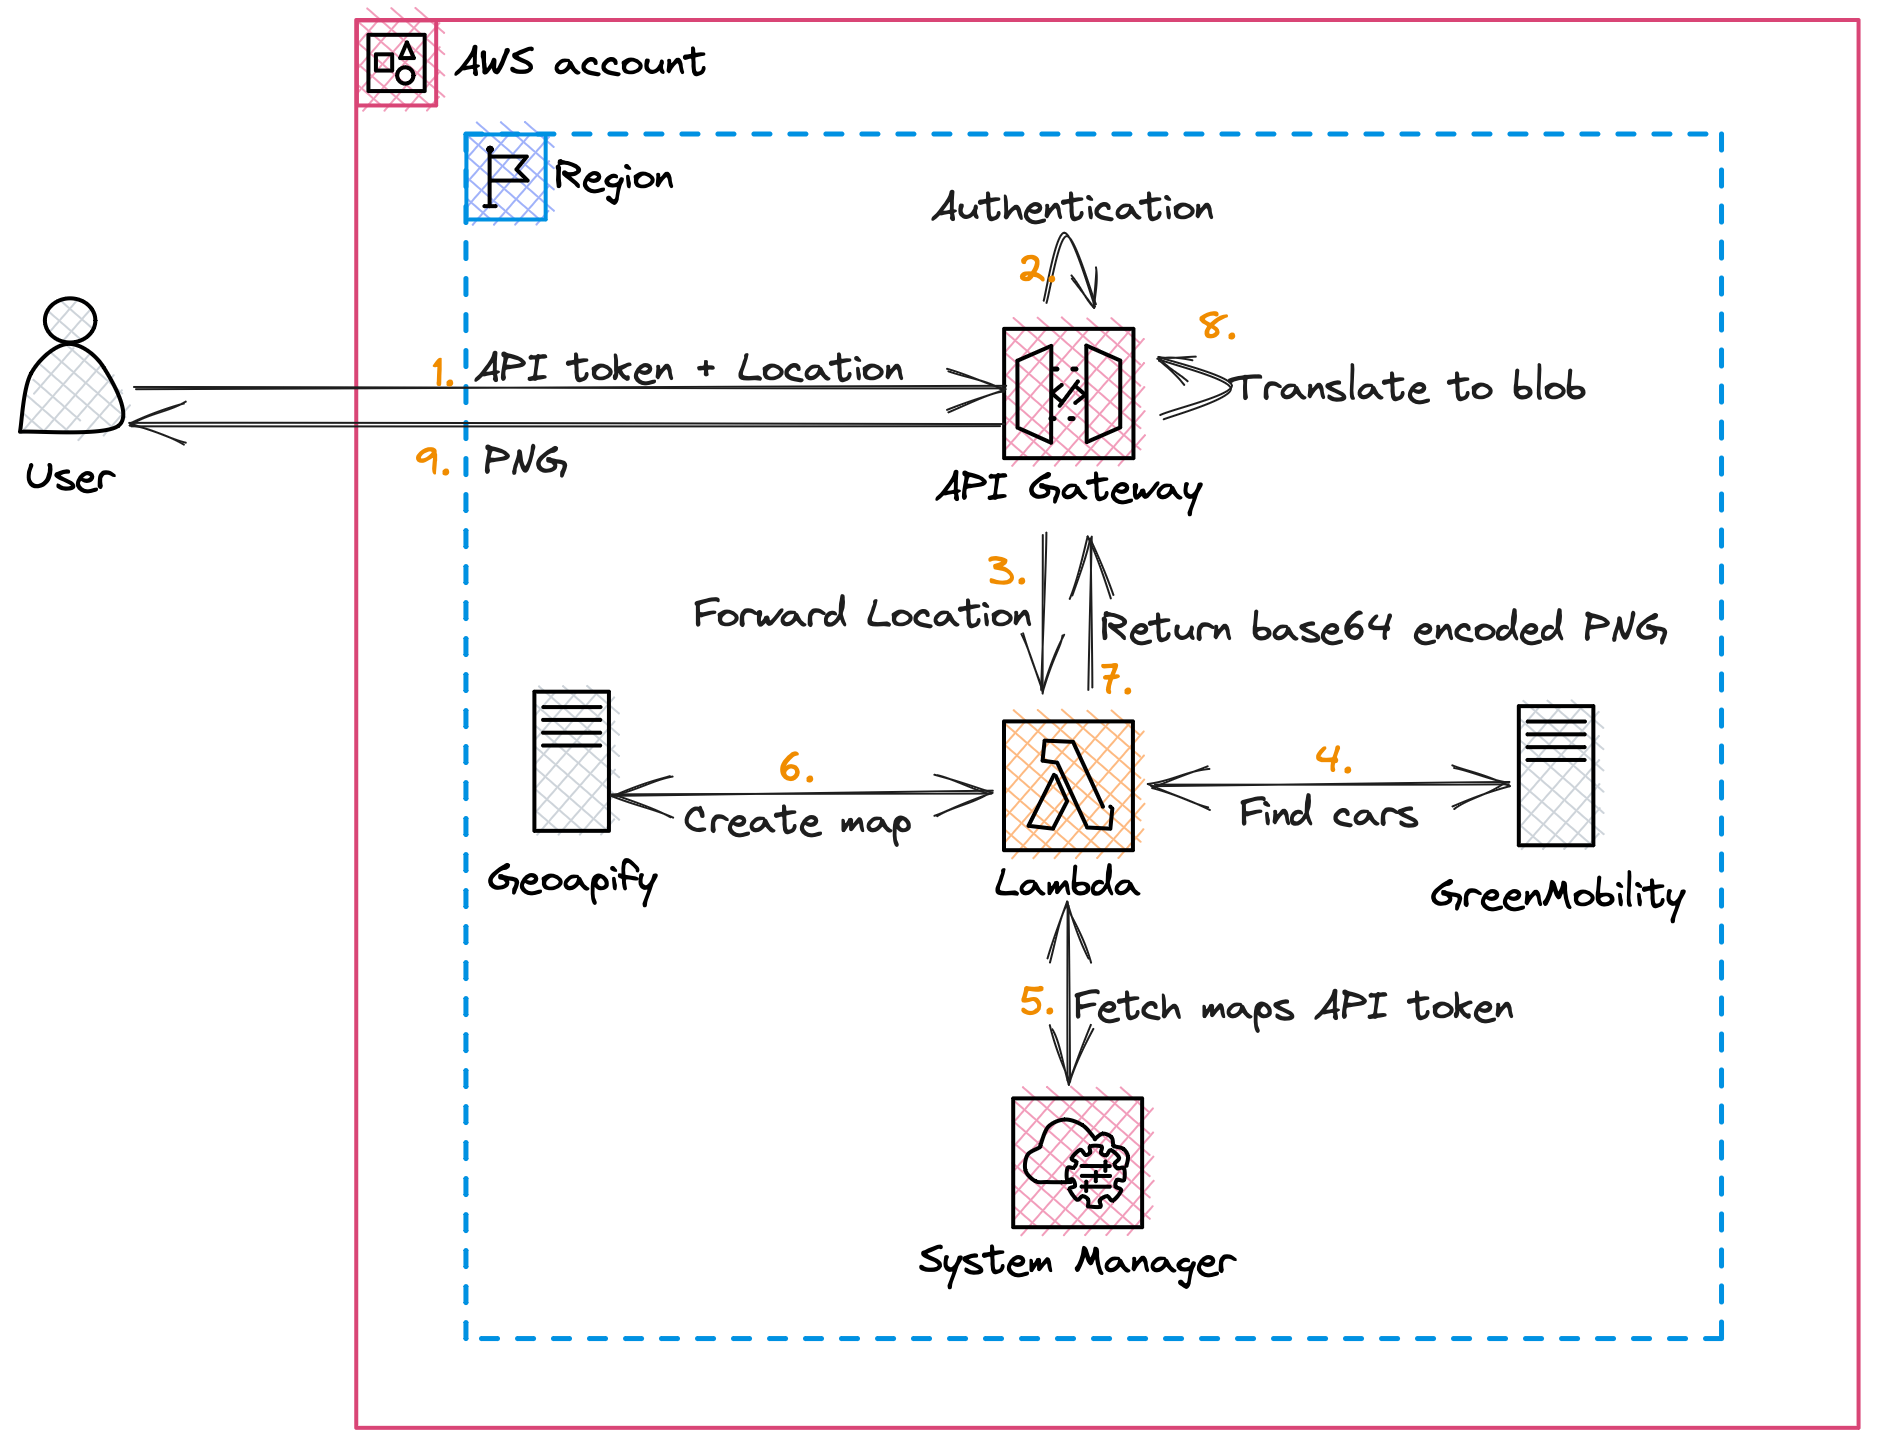 AWS account
Region
Authentication
2.
8.
1. API token + Location
Translate to blob
9. PNG
User
API Gateway
3.
Forward Location
Return base64 encoded PNG
7.
6.
4.
Create map
Find cars
Geoapify
Lambda
GreenMobility
5. Fetch maps API token
System Manager